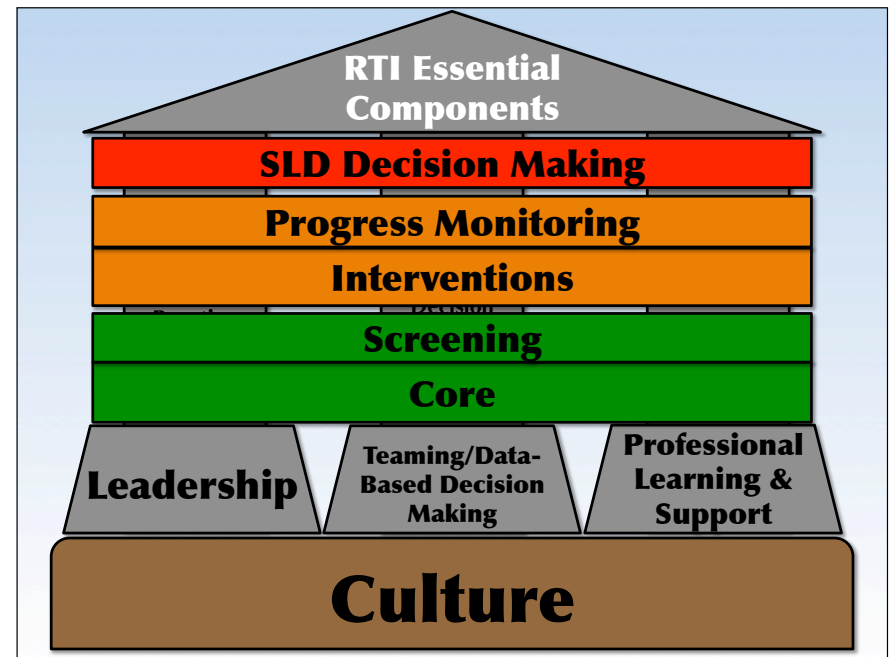 RTI Essential
Components
SLD Decision Making
Progress Monitoring
Interventions
Decision
Screening
Core
Leadership
Teaming/Data-
Based Decision
Making
Professional
Learning &
Support
Culture